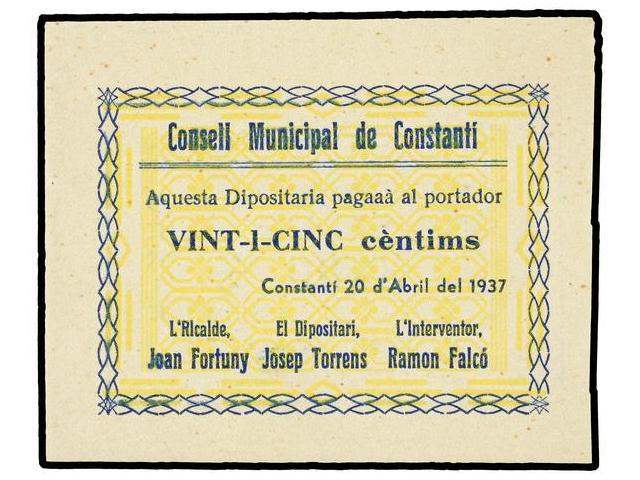 Consell Municipal de Constantí
Aquesta Dipositaria pagaaà al portador
VINT-I-CINC cèntims
Constantí 20 d'Abril del 1937
L'Alcalde, El Dipositari, L'Interventor,
Joan Fortuny Josep Torrens Ramon Falcó